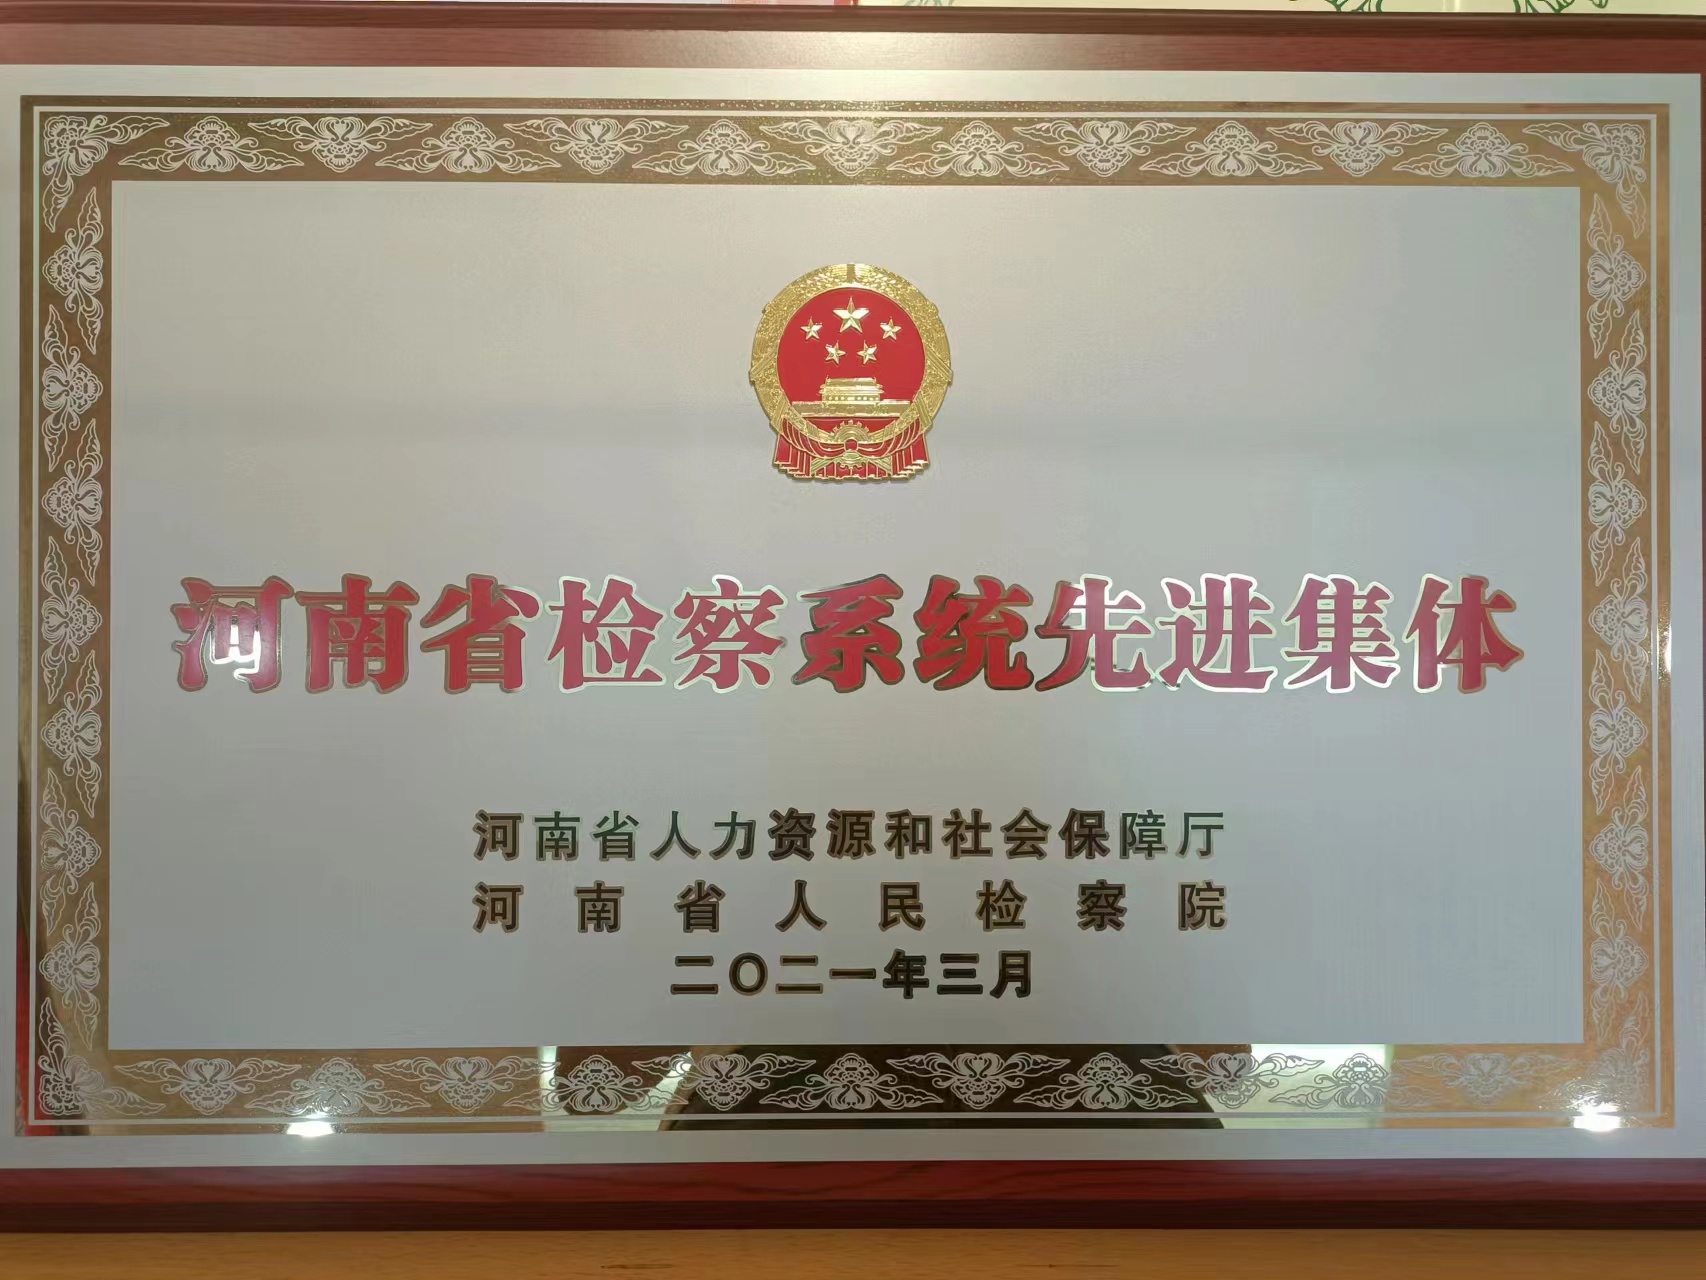 河南省检察系统先进集体
河南省人力资源和社会保障厅
河南省人民检察院
二〇二一年三月